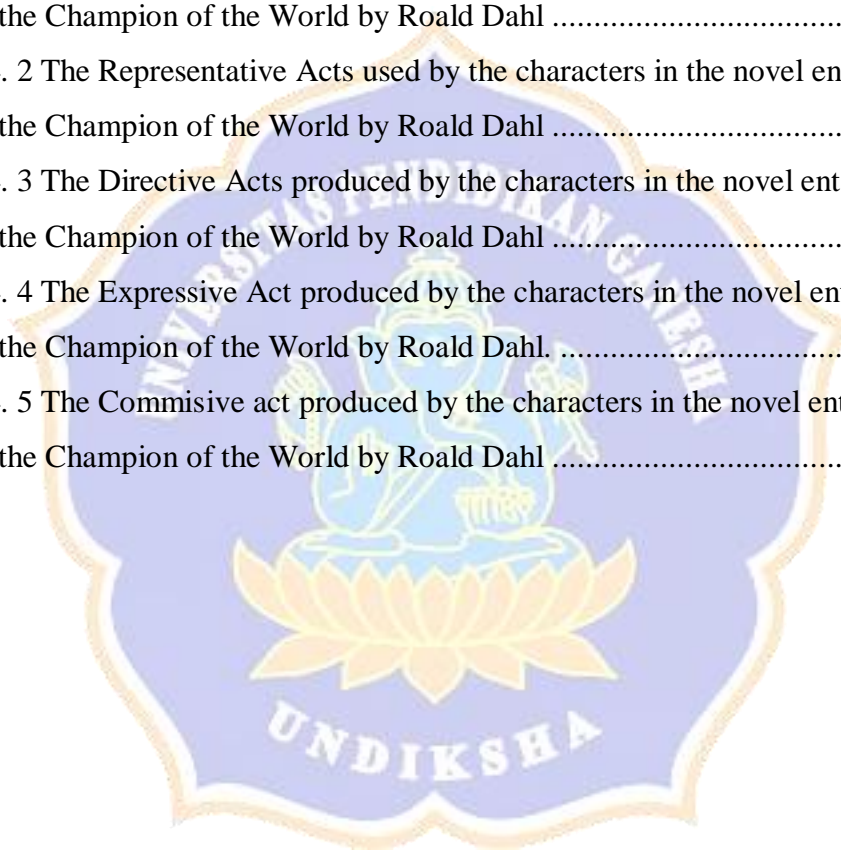 the Champion of the World by Roald Dahl ....................................
. 2 The Representative Acts used by the characters in the novel en
the Champion of the World by Roald Dahl ....................................
. 3 The Directive Acts produced by the characters in the novel ent
the Champion of the World by Roald Dahl ....................................
. 4 The Expressive Act produced by the characters in the novel en
the Champion of the World by Roald Dahl. ...................................
. 5 The Commisive act produced by the characters in the novel ent
the Champion of the World by Roald Dahl ....................................
UNIVERSITAS PENDIDIKAN GANESH
UNDIKSHA